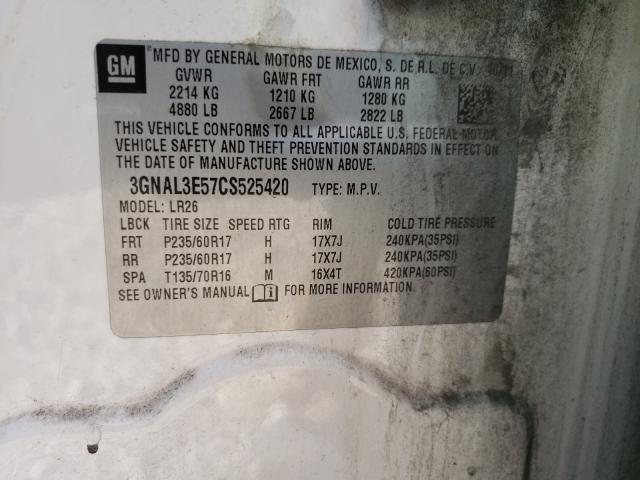 GM
MFD BY GENERAL MOTORS DE MEXICO, S. DE R.L. DE C.V. 10/11
GVWR GAWR FRT GAWR RR
2214 KG 1210 KG 1280 KG
4880 LB 2667 LB 2822 LB
THIS VEHICLE CONFORMS TO ALL APPLICABLE U.S. FEDERAL MOTOR
VEHICLE SAFETY AND THEFT PREVENTION STANDARDS IN EFFECT ON
THE DATE OF MANUFACTURE SHOWN ABOVE.
3GNAL3E57CS525420 TYPE: M.P.V.
MODEL: LR26
LBCK TIRE SIZE SPEED RTG RIM COLD TIRE PRESSURE
FRT P235/60R17 H 17X7J 240KPA(35PSI)
RR P235/60R17 H 17X7J 240KPA(35PSI)
SPA T135/70R16 M 16X4T 420KPA(60PSI)
SEE OWNER'S MANUAL FOR MORE INFORMATION.